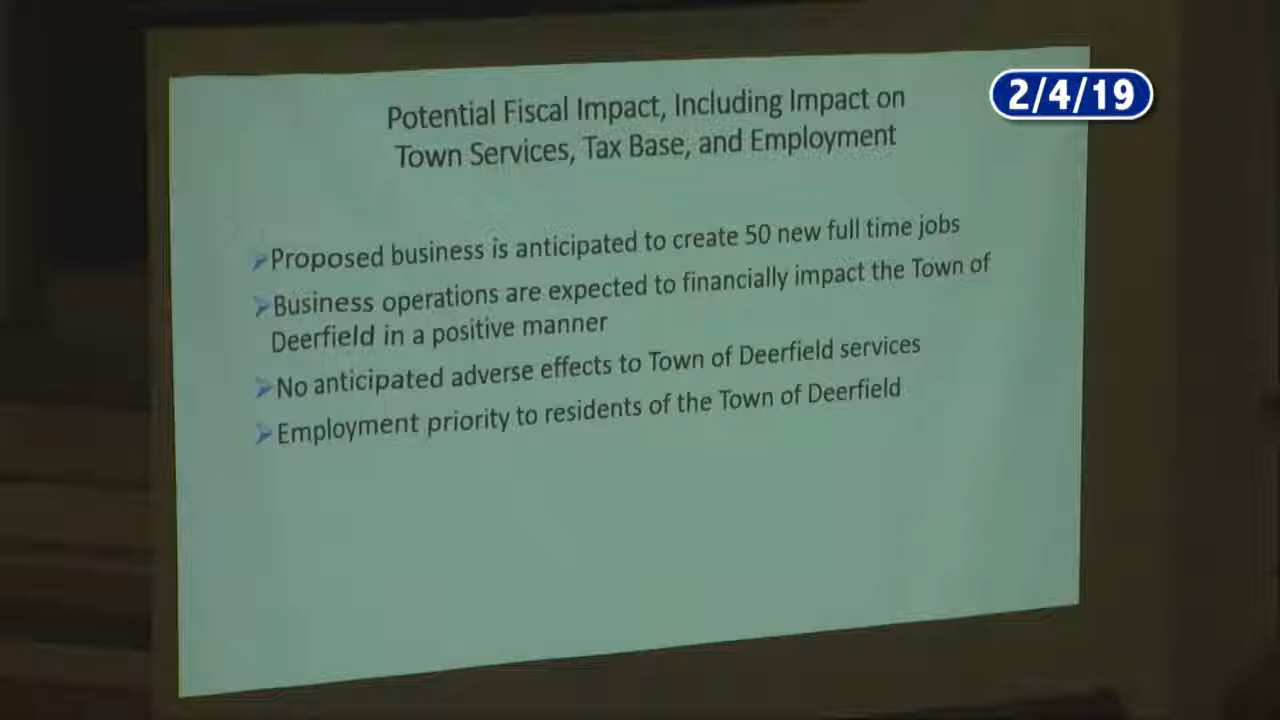 2/4/19
Potential Fiscal Impact, Including Impact on
Town Services, Tax Base, and Employment
Proposed business is anticipated to create 50 new full time jobs
Business operations are expected to financially impact the Town of
Deerfield in a positive manner
No anticipated adverse effects to Town of Deerfield services
Employment priority to residents of the Town of Deerfield